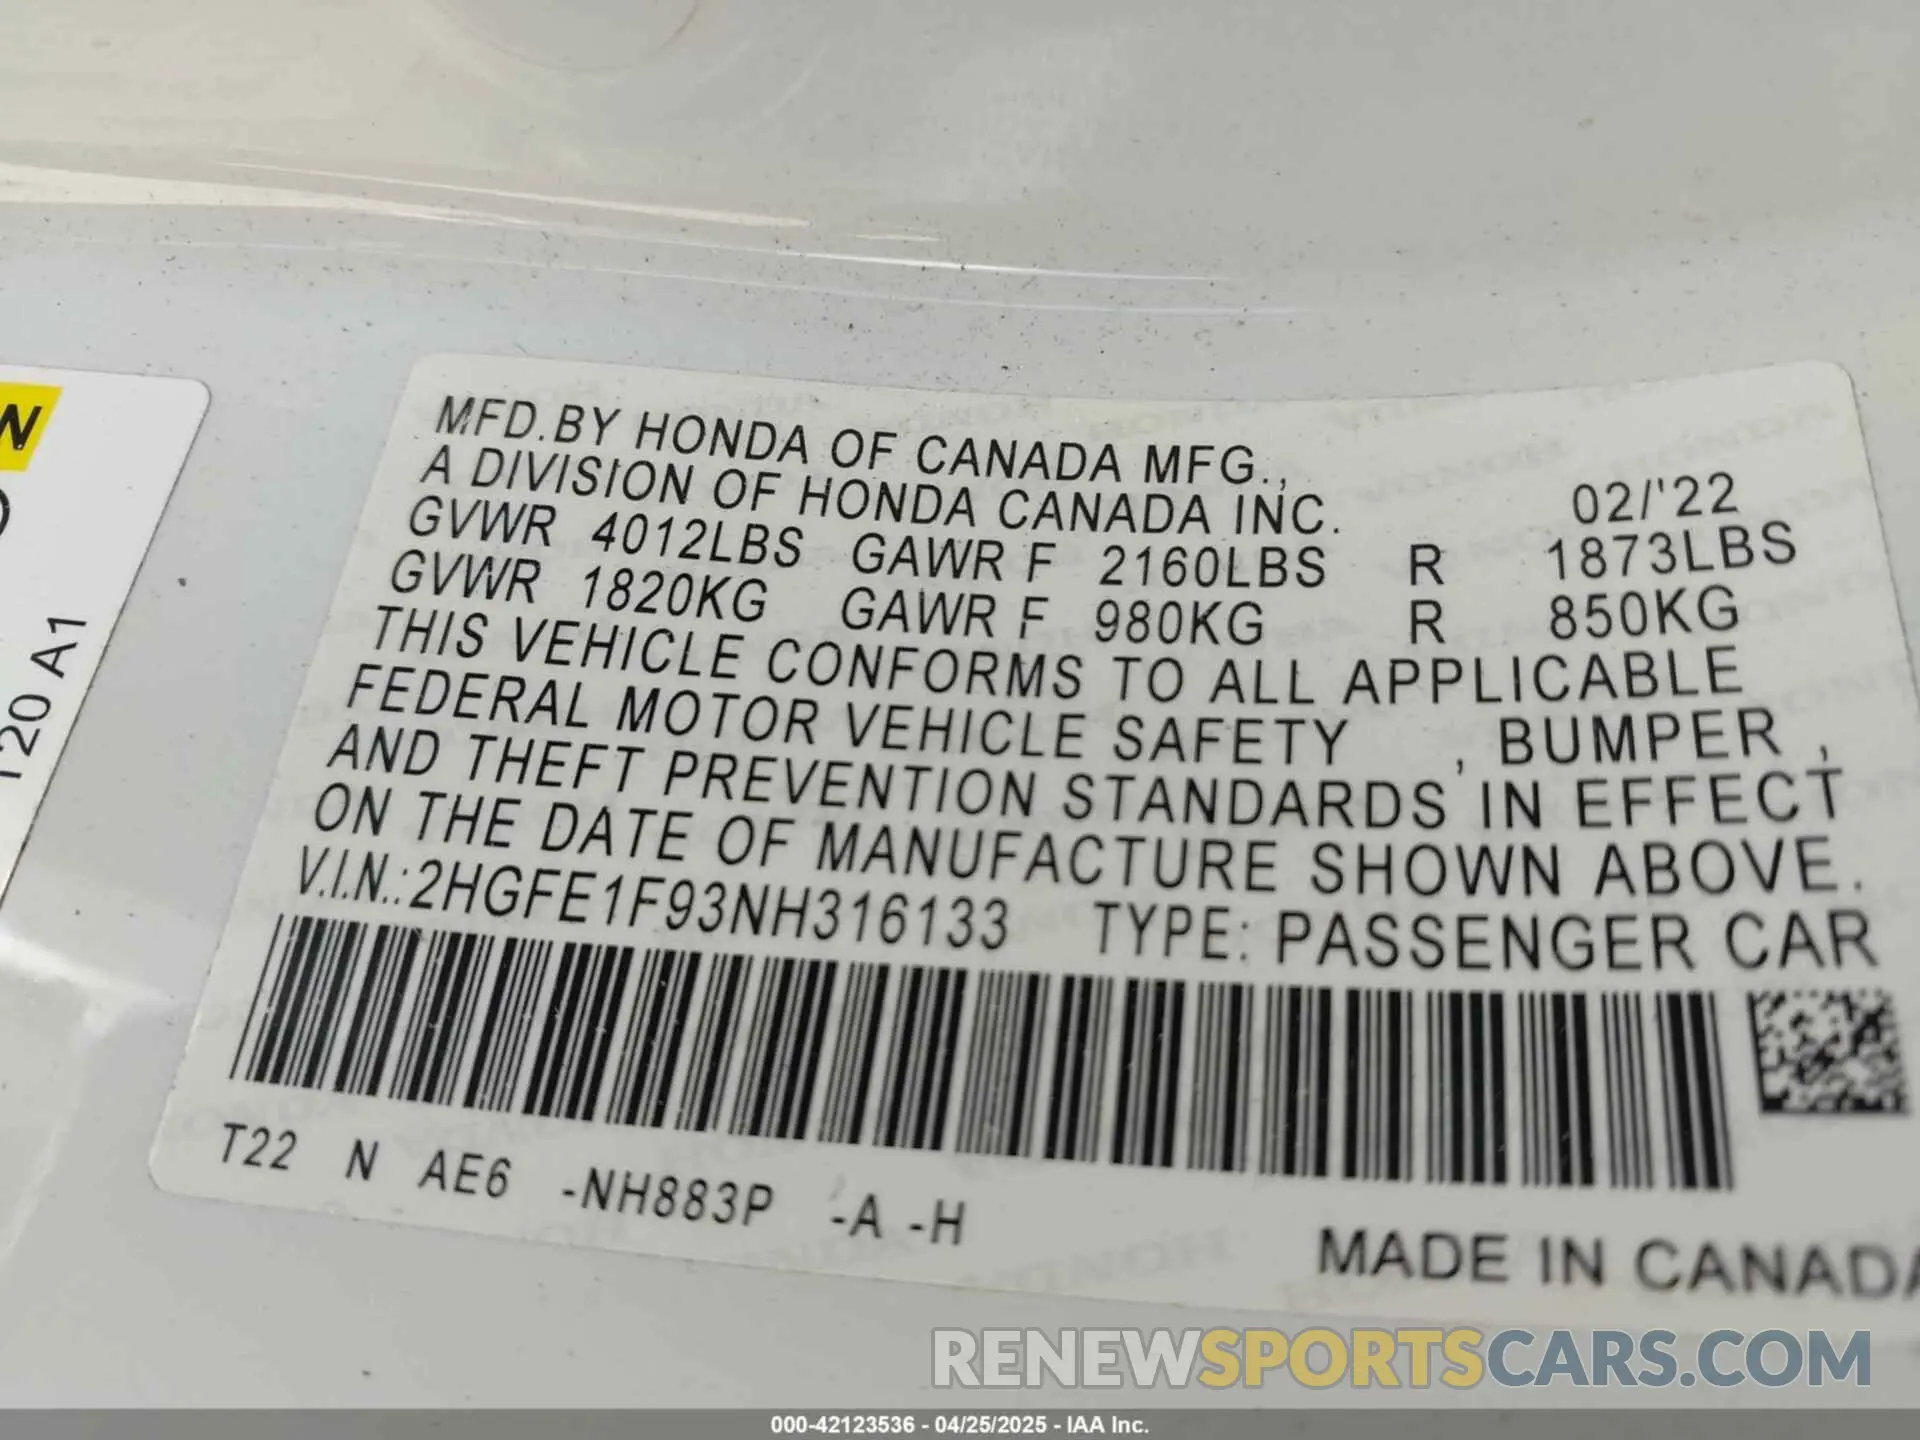 MFD.BY HONDA OF CANADA MFG.,
A DIVISION OF HONDA CANADA INC. 02/'22
GVWR 4012LBS GAWR F 2160LBS R 1873LBS
GVWR 1820KG GAWR F 980KG R 850KG
THIS VEHICLE CONFORMS TO ALL APPLICABLE
FEDERAL MOTOR VEHICLE SAFETY , BUMPER ,
AND THEFT PREVENTION STANDARDS IN EFFECT
ON THE DATE OF MANUFACTURE SHOWN ABOVE.
V.I.N.:2HGFE1F93NH316133 TYPE: PASSENGER CAR
T22 N AE6 -NH883P -A -H
MADE IN CANADA
N
120 A1
RENEWSPORTSCARS.COM
000-42123536 - 04/25/2025 - IAA Inc.